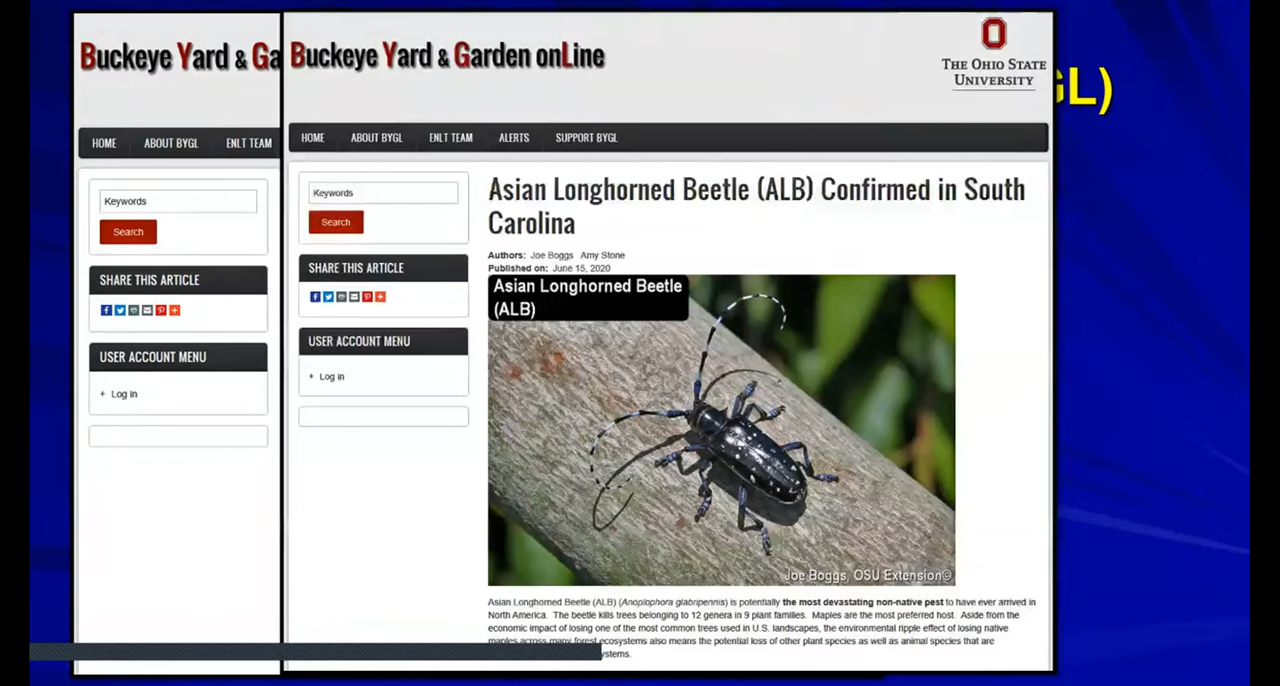 Buckeye Yard & Ga
HOME ABOUT BYGL ENLT TEAM
Keywords
Search
SHARE THIS ARTICLE
USER ACCOUNT MENU
+ Log in
Buckeye Yard & Garden onLine
THE OHIO STATE
UNIVERSITY
GL)
HOME ABOUT BYGL ENLT TEAM ALERTS SUPPORT BYGL
Keywords
Search
SHARE THIS ARTICLE
USER ACCOUNT MENU
+ Log in
Asian Longhorned Beetle (ALB) Confirmed in South
Carolina
Authors: Joe Boggs Amy Stone
Published on: June 15, 2020
Asian Longhorned Beetle
(ALB)
Joe Boggs, OSU Extension©
Asian Longhorned Beetle (ALB) (Anoplophora glabripennis) is potentially the most devastating non-native pest to have ever arrived in
North America. The beetle kills trees belonging to 12 genera in 9 plant families. Maples are the most preferred host. Aside from the
economic impact of losing one of the most common trees used in U.S. landscapes, the environmental ripple effect of losing native
maples across many forest ecosystems also means the potential loss of other plant species as well as animal species that are
ystems.